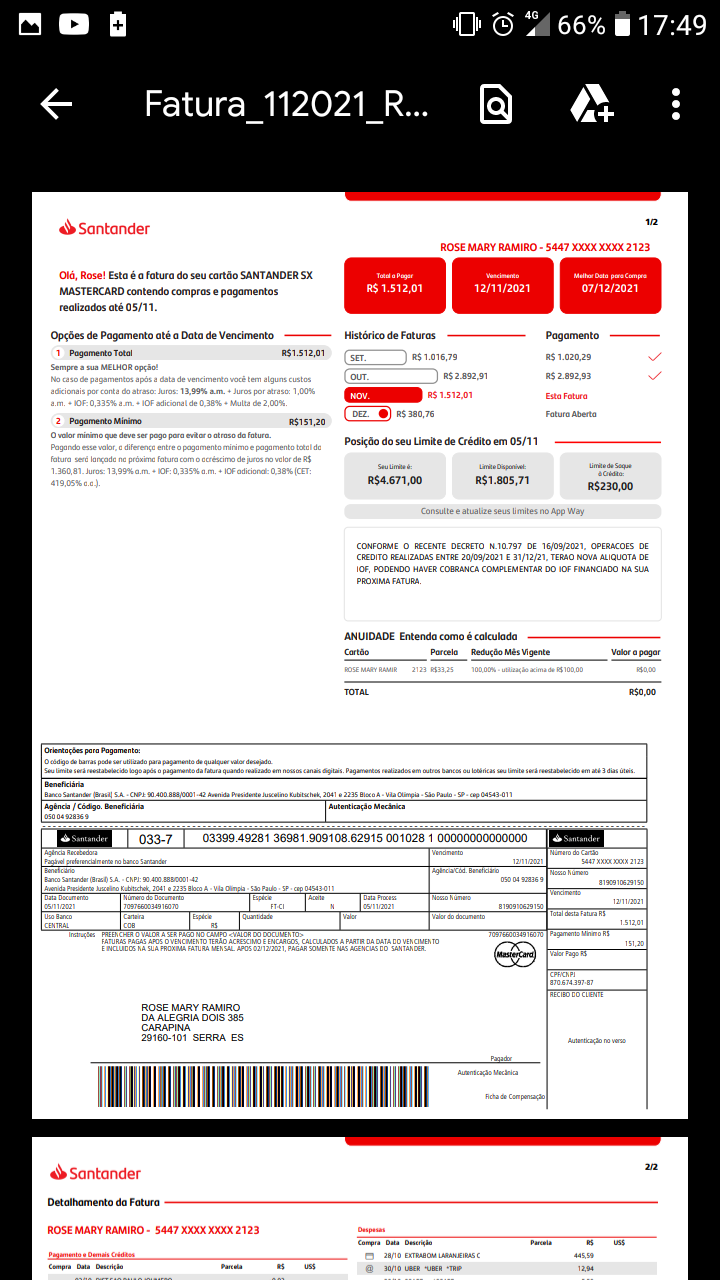 4G 66% 17:49
Fatura_112021_R...
Santander
1/2
ROSE MARY RAMIRO - 5447 XXXX XXXX 2123
Olá, Rose! Esta é a fatura do seu cartão SANTANDER SX
MASTERCARD contendo compras e pagamentos
realizados até 05/11.
Total a Pagar
R$ 1.512,01
Vencimento
12/11/2021
Melhor Data para Compra
07/12/2021
Opções de Pagamento até a Data de Vencimento
1 Pagamento Total R$1.512,01
Sempre a sua MELHOR opção!
No caso de pagamentos após a data de vencimento você tem alguns custos
adicionais por conta do atraso: Juros: 13,99% a.m. + Juros por atraso: 1,00%
a.m. + IOF: 0,335% a.m. + IOF adicional de 0,38% + Multa de 2,00%.
2 Pagamento Mínimo R$151,20
O valor mínimo que deve ser pago para evitar o atraso da fatura.
Pagando esse valor, a diferença entre o pagamento mínimo e pagamento total da
fatura será lançada na próxima fatura com o acréscimo de juros no valor de R$
1.360,81. Juros: 13,99% a.m. + IOF: 0,335% a.m. + IOF adicional: 0,38% (CET:
419,05% a.a.).
Histórico de Faturas Pagamento
SET. R$ 1.016,79 R$ 1.020,29
OUT. R$ 2.892,91 R$ 2.892,93
NOV. R$ 1.512,01 Esta Fatura
DEZ. R$ 380,76 Fatura Aberta
Posição do seu Limite de Crédito em 05/11
Seu Limite é:
R$4.671,00
Limite Disponível:
R$1.805,71
Limite de Saque
à Crédito:
R$230,00
Consulte e atualize seus limites no App Way
CONFORME O RECENTE DECRETO N.10.797 DE 16/09/2021, OPERACOES DE
CREDITO REALIZADAS ENTRE 20/09/2021 E 31/12/21, TERAO NOVA ALIQUOTA DE
IOF, PODENDO HAVER COBRANCA COMPLEMENTAR DO IOF FINANCIADO NA SUA
PROXIMA FATURA.
ANUIDADE Entenda como é calculada
Cartão Parcela Redução Mês Vigente Valor a pagar
ROSE MARY RAMIR 2123 R$33,25 100,00% - utilização acima de R$100,00 R$0,00
TOTAL R$0,00
Orientações para Pagamento:
O código de barras pode ser utilizado para pagamento de qualquer valor desejado.
Seu limite será reestabelecido logo após o pagamento da fatura quando realizado em nossos canais digitais. Pagamentos realizados em outros bancos ou lotéricas seu limite será reestabelecido em até 3 dias úteis.
Beneficiária
Banco Santander (Brasil) S.A. - CNPJ: 90.400.888/0001-42 Avenida Presidente Juscelino Kubitschek, 2041 e 2235 Bloco A - Vila Olímpia - São Paulo - SP - cep 04543-011
Agência / Código. Beneficiária Autenticação Mecânica
050 04 92836 9
Santander 033-7 03399.49281 36981.909108.62915 001028 1 00000000000000 Santander
Agência Recebedora
Pagável preferencialmente no banco Santander
Vencimento
12/11/2021
Número do Cartão
5447 XXXX XXXX 2123
Beneficiário
Banco Santander (Brasil) S.A. - CNPJ: 90.400.888/0001-42
Avenida Presidente Juscelino Kubitschek, 2041 e 2235 Bloco A - Vila Olímpia - São Paulo - SP - cep 04543-011
Agência/Cód. Beneficiário
050 04 92836 9
Nosso Número
8190910629150
Data Documento
05/11/2021
Número do Documento
7097660034916070
Espécie
FT-CI
Aceite
N
Data Process
05/11/2021
Nosso Número
8190910629150
Vencimento
12/11/2021
Uso Banco
CENTRAL
Carteira
COB
Espécie
R$
Quantidade
Valor
Valor do documento
Total desta Fatura R$
1.512,01
Instruções PREENCHER O VALOR A SER PAGO NO CAMPO <VALOR DO DOCUMENTO> 7097660034916070
FATURAS PAGAS APÓS O VENCIMENTO TERÃO ACRESCIMO E ENCARGOS, CALCULADOS A PARTIR DA DATA DO VENCIMENTO
E INCLUIDOS NA SUA PROXIMA FATURA MENSAL. APOS 02/12/2021, PAGAR SOMENTE NAS AGENCIAS DO SANTANDER.
MasterCard
Pagamento Mínimo R$
151,20
Valor Pago R$
CPF/CNPJ
870.674.397-87
RECIBO DO CLIENTE
Autenticação no verso
ROSE MARY RAMIRO
DA ALEGRIA DOIS 385
CARAPINA
29160-101 SERRA ES
Pagador
Autenticação Mecânica
Ficha de Compensação
Santander
2/2
Detalhamento da Fatura
ROSE MARY RAMIRO - 5447 XXXX XXXX 2123
Pagamento e Demais Créditos
Compra Data Descrição Parcela R$ US$
Despesas
Compra Data Descrição Parcela R$ US$
28/10 EXTRABOM LARANJEIRAS C 445,59
@ 30/10 UBER *UBER *TRIP 12,94